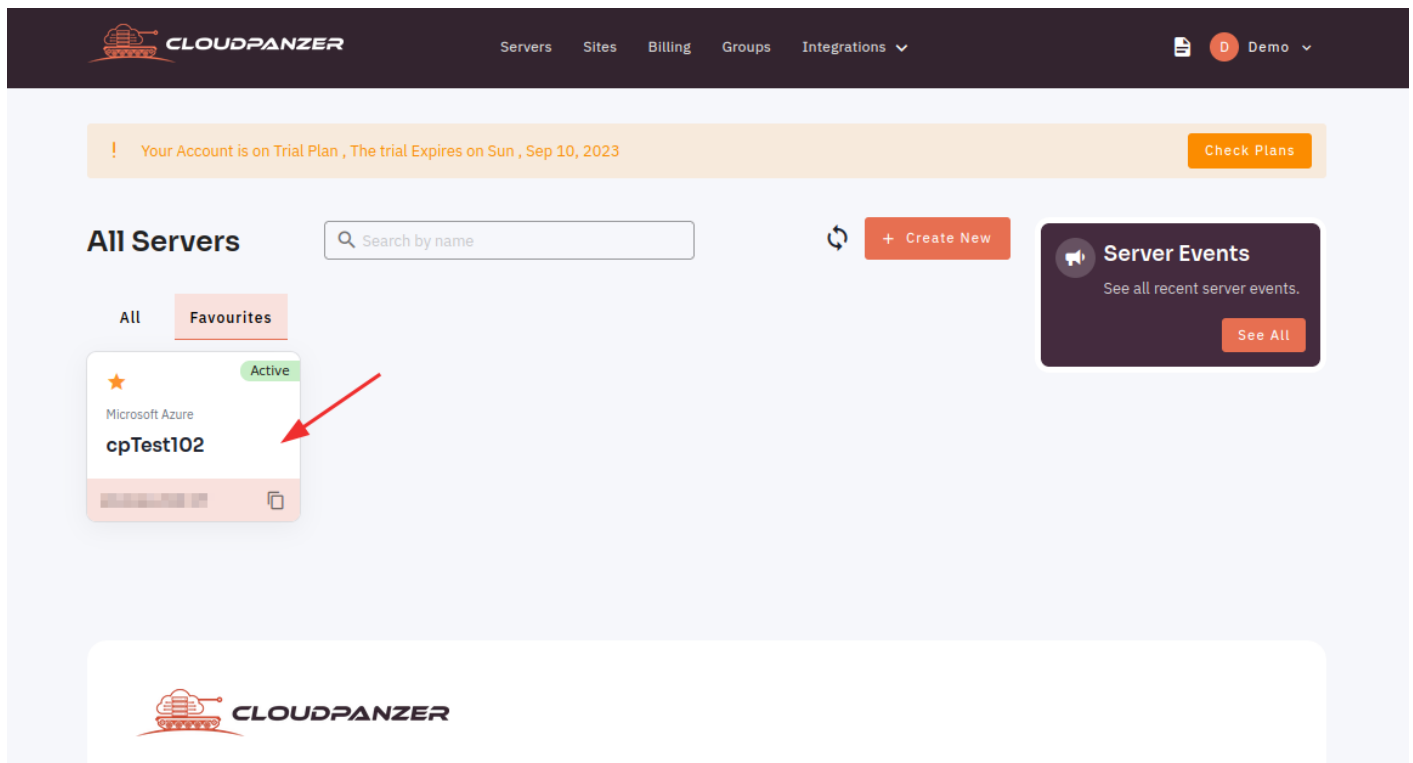 CLOUDPANZER
Servers Sites Billing Groups Integrations
D Demo
! Your Account is on Trial Plan , The trial Expires on Sun , Sep 10, 2023
Check Plans
All Servers
Search by name
+ Create New
Server Events
See all recent server events.
See All
All Favourites
Active
Microsoft Azure
cpTest102
CLOUDPANZER